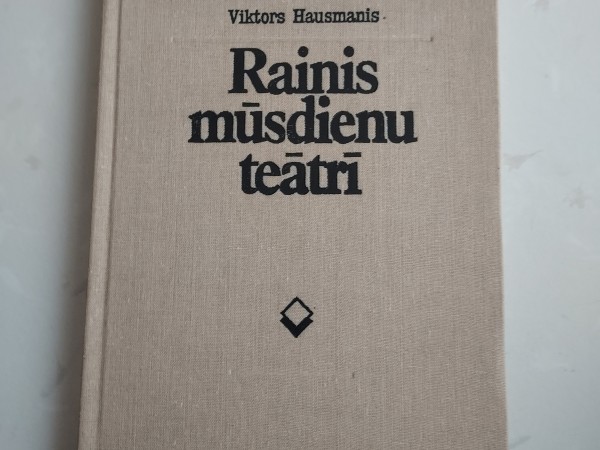 Viktors Hausmanis
Rainis
mūsdienu
teātrī